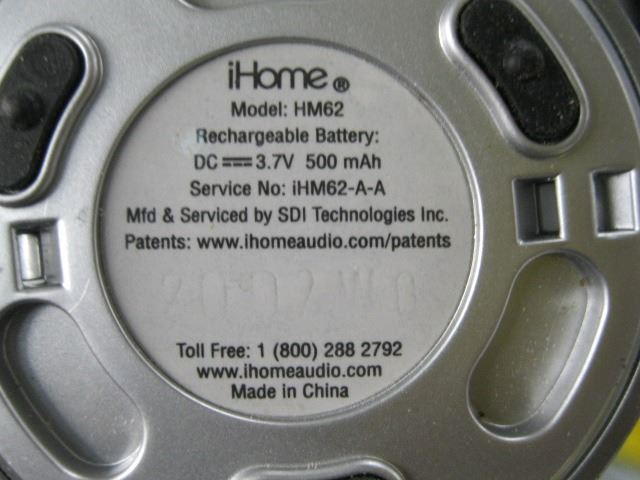 iHome®
Model: HM62
Rechargeable Battery:
DC ⎓ 3.7V 500 mAh
Service No: iHM62-A-A
Mfd & Serviced by SDI Technologies Inc.
Patents: www.ihomeaudio.com/patents
Toll Free: 1 (800) 288 2792
www.ihomeaudio.com
Made in China